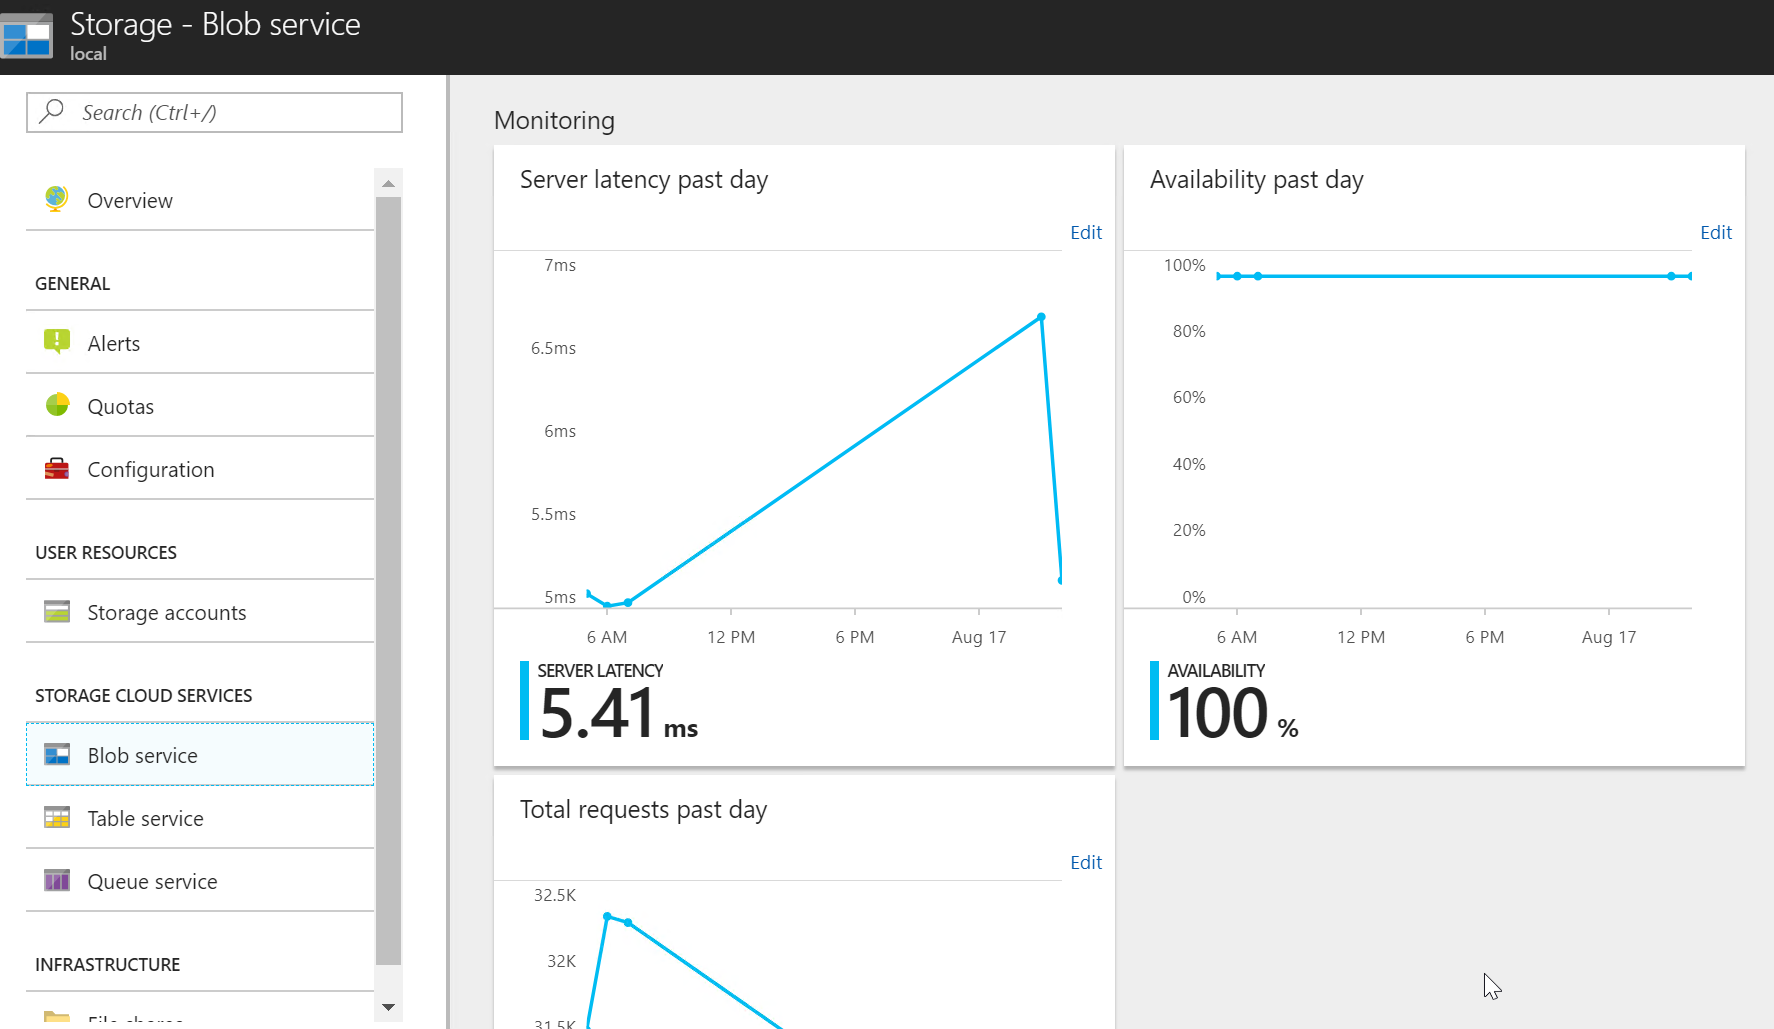 Storage - Blob service
local
Search (Ctrl+/)
Overview
GENERAL
Alerts
Quotas
Configuration
USER RESOURCES
Storage accounts
STORAGE CLOUD SERVICES
Blob service
Table service
Queue service
INFRASTRUCTURE
Monitoring
Server latency past day
Edit
7ms
6.5ms
6ms
5.5ms
5ms
6 AM 12 PM 6 PM Aug 17
SERVER LATENCY
5.41 ms
Availability past day
Edit
100%
80%
60%
40%
20%
0%
6 AM 12 PM 6 PM Aug 17
AVAILABILITY
100 %
Total requests past day
Edit
32.5K
32K
31.5K